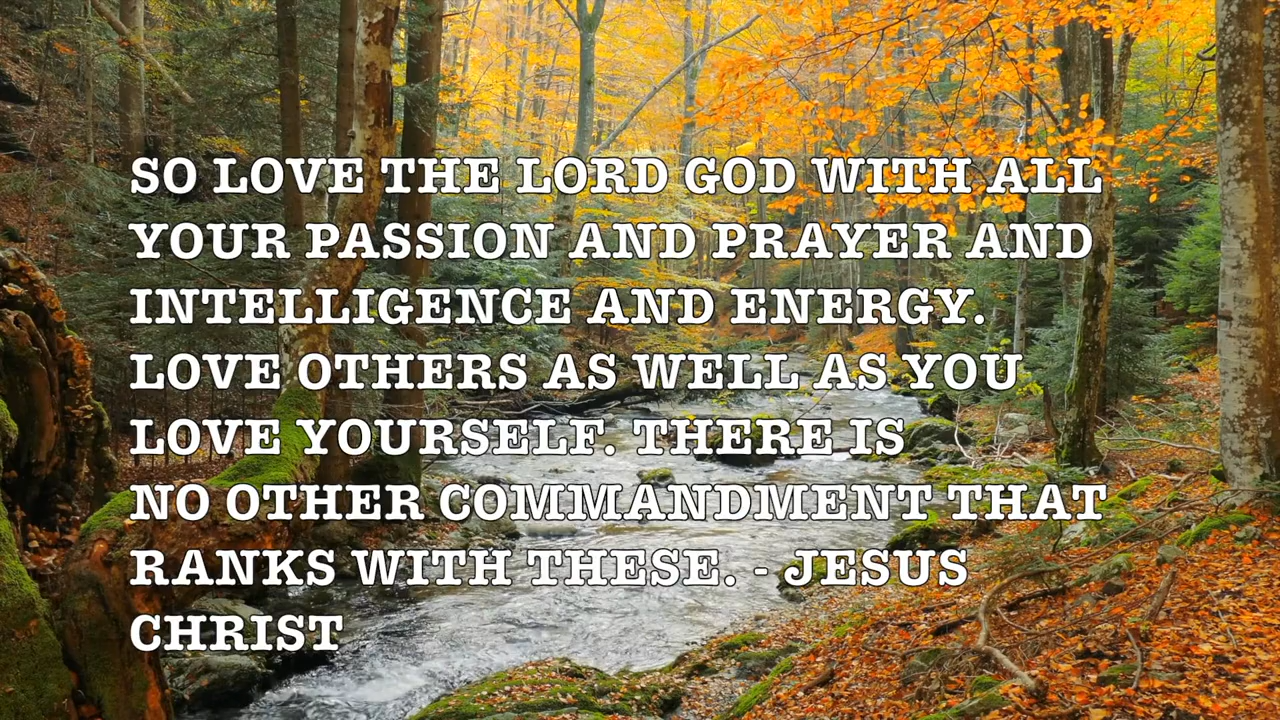 SO LOVE THE LORD GOD WITH ALL
YOUR PASSION AND PRAYER AND
INTELLIGENCE AND ENERGY.
LOVE OTHERS AS WELL AS YOU
LOVE YOURSELF. THERE IS
NO OTHER COMMANDMENT THAT
RANKS WITH THESE. - JESUS
CHRIST